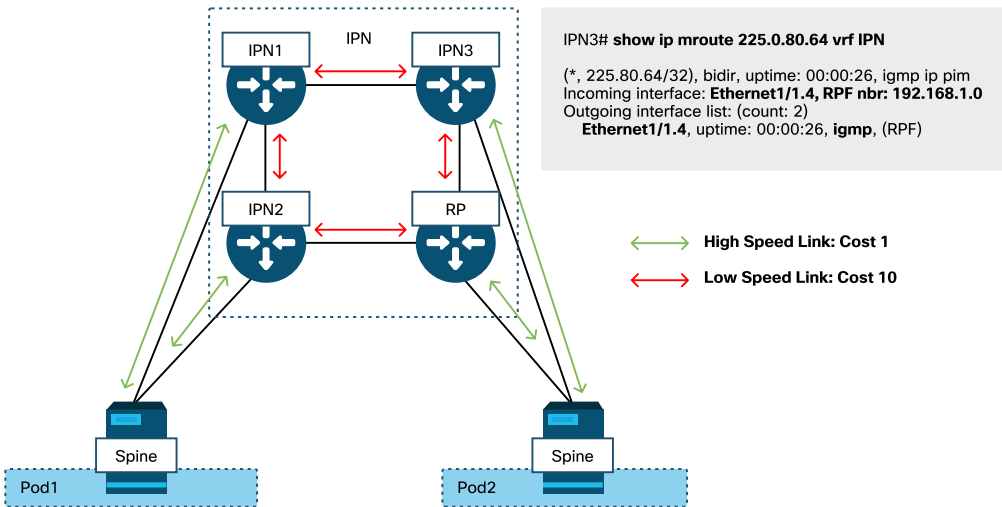 IPN
IPN1
IPN3
IPN2
RP
Spine
Pod1
Spine
Pod2
IPN3# show ip mroute 225.0.80.64 vrf IPN
(*, 225.80.64/32), bidir, uptime: 00:00:26, igmp ip pim
Incoming interface: Ethernet1/1.4, RPF nbr: 192.168.1.0
Outgoing interface list: (count: 2)
Ethernet1/1.4, uptime: 00:00:26, igmp, (RPF)
High Speed Link: Cost 1
Low Speed Link: Cost 10